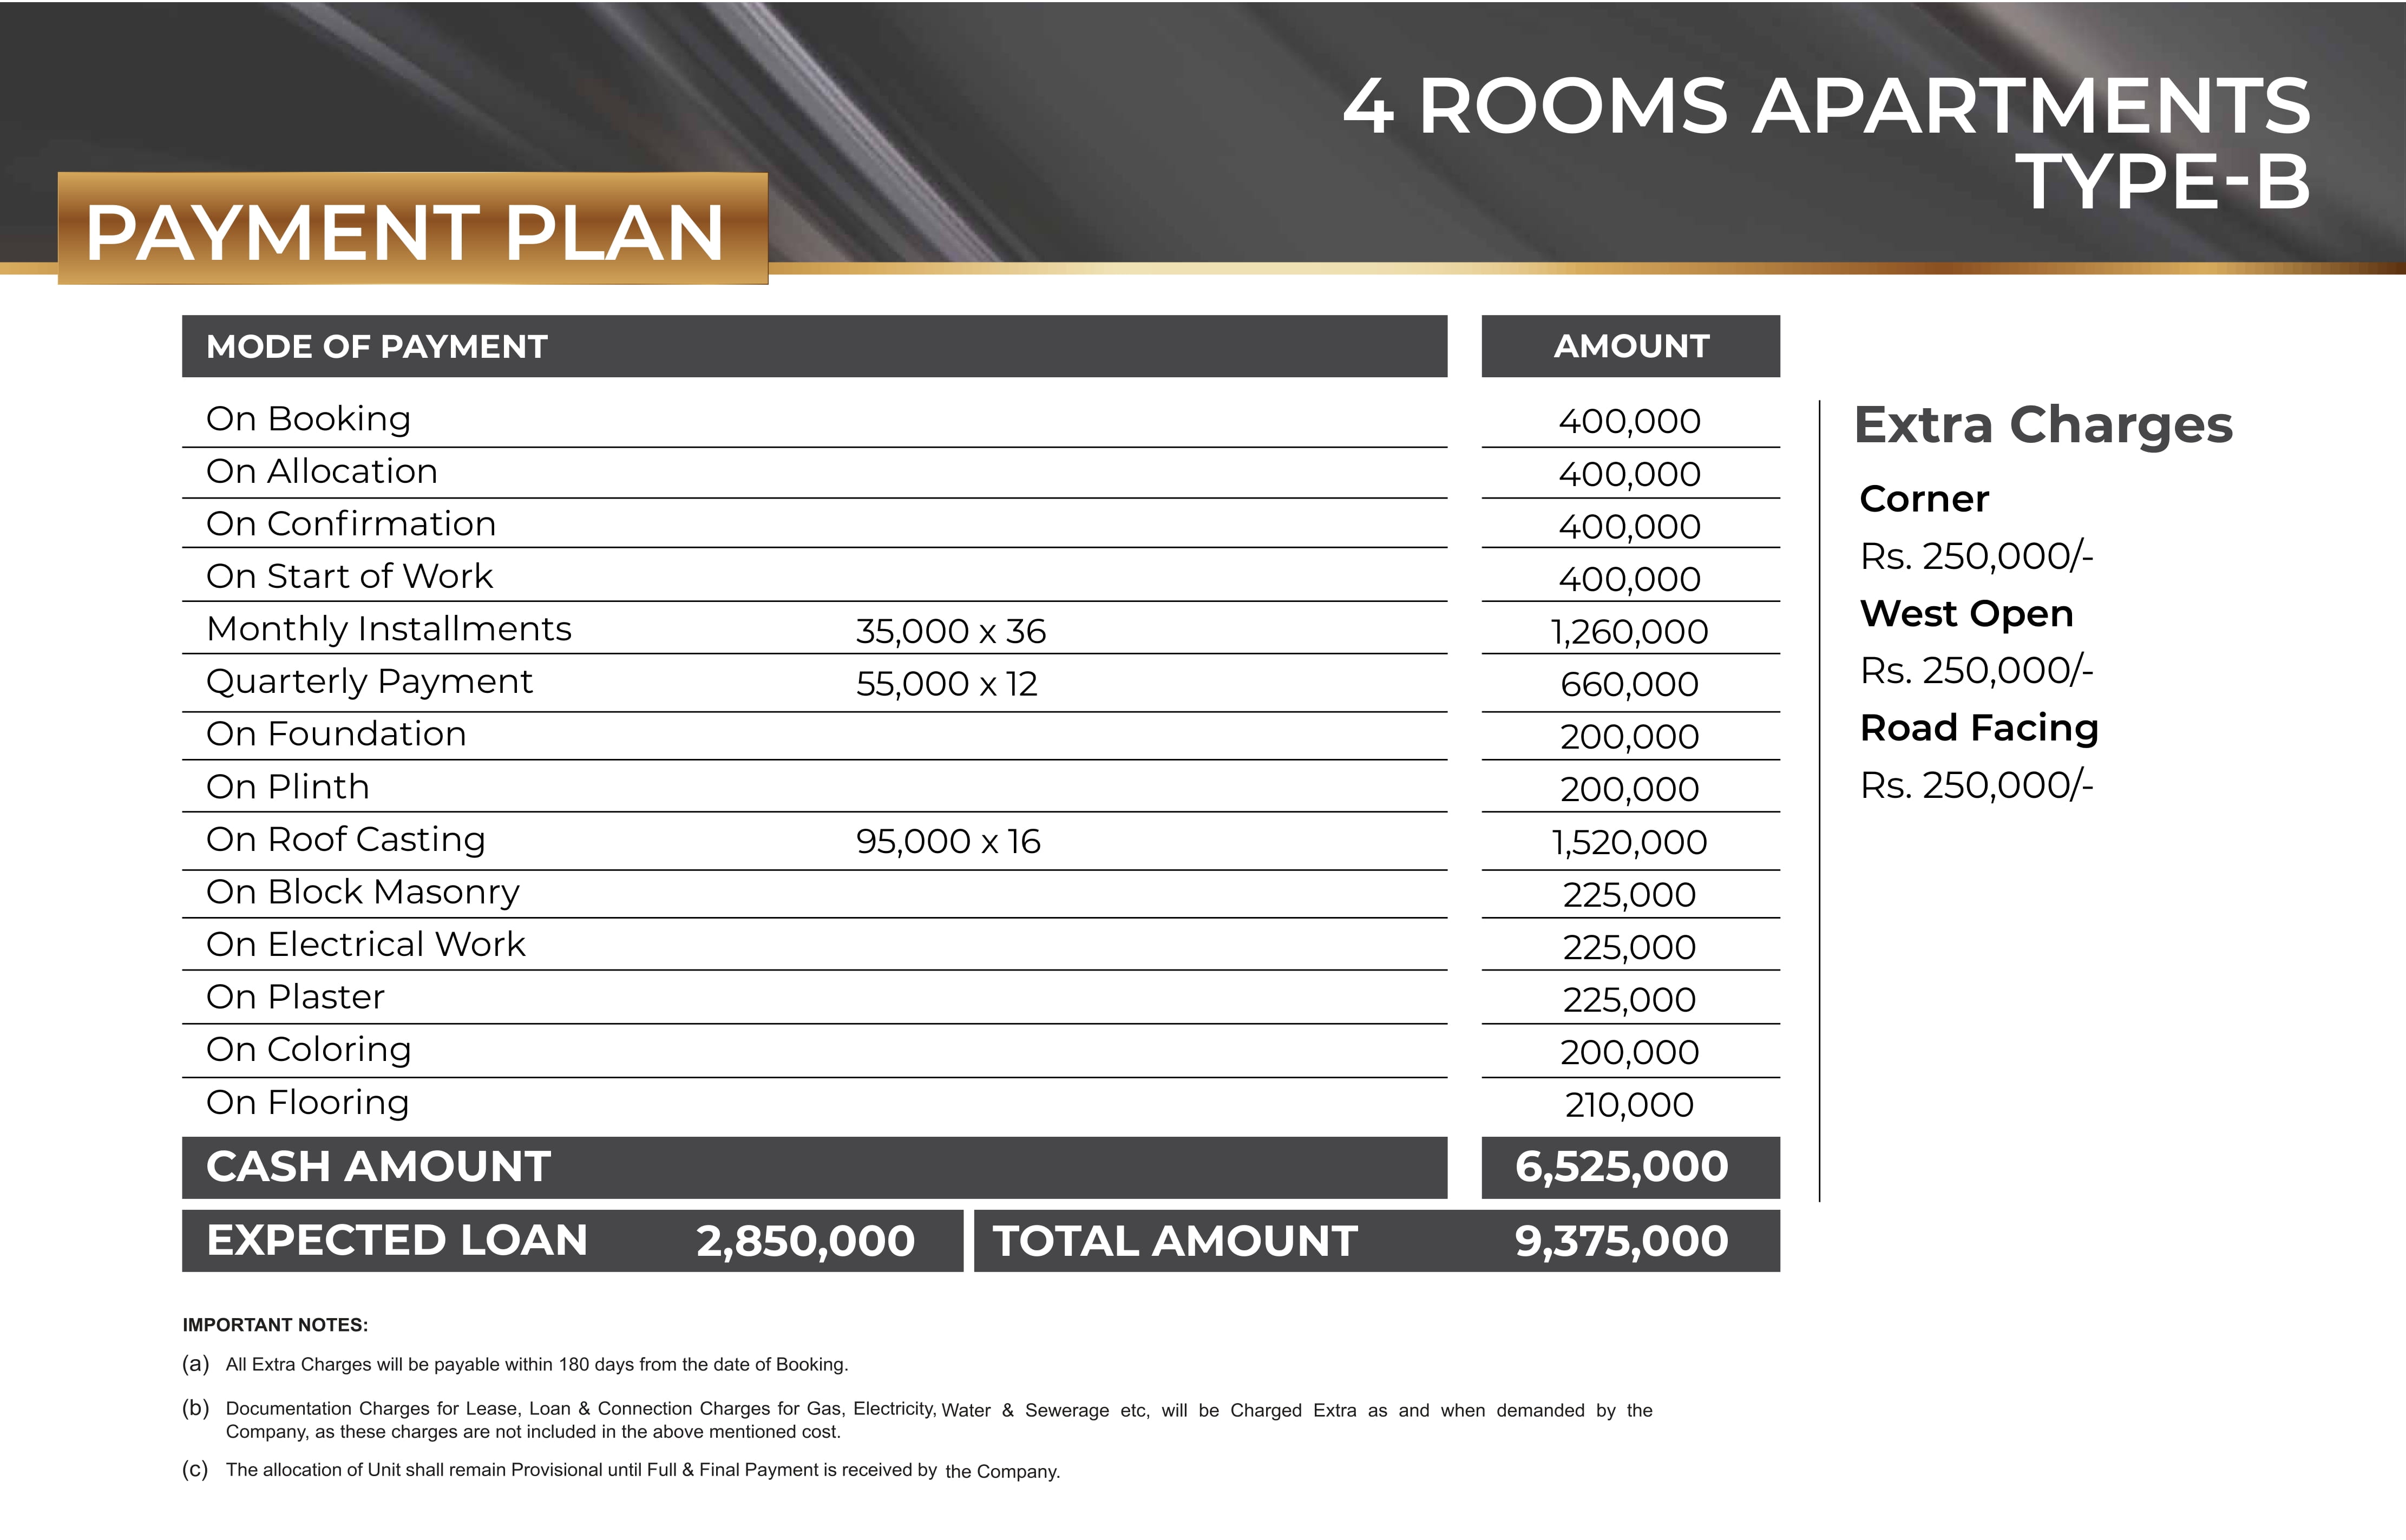 4 ROOMS APARTMENTS
TYPE-B
PAYMENT PLAN
MODE OF PAYMENT AMOUNT
On Booking 400,000
On Allocation 400,000
On Confirmation 400,000
On Start of Work 400,000
Monthly Installments 35,000 x 36 1,260,000
Quarterly Payment 55,000 x 12 660,000
On Foundation 200,000
On Plinth 200,000
On Roof Casting 95,000 x 16 1,520,000
On Block Masonry 225,000
On Electrical Work 225,000
On Plaster 225,000
On Coloring 200,000
On Flooring 210,000
CASH AMOUNT 6,525,000
EXPECTED LOAN 2,850,000 TOTAL AMOUNT 9,375,000
Extra Charges
Corner
Rs. 250,000/-
West Open
Rs. 250,000/-
Road Facing
Rs. 250,000/-
IMPORTANT NOTES:
(a) All Extra Charges will be payable within 180 days from the date of Booking.
(b) Documentation Charges for Lease, Loan & Connection Charges for Gas, Electricity, Water & Sewerage etc, will be Charged Extra as and when demanded by the
Company, as these charges are not included in the above mentioned cost.
(c) The allocation of Unit shall remain Provisional until Full & Final Payment is received by the Company.